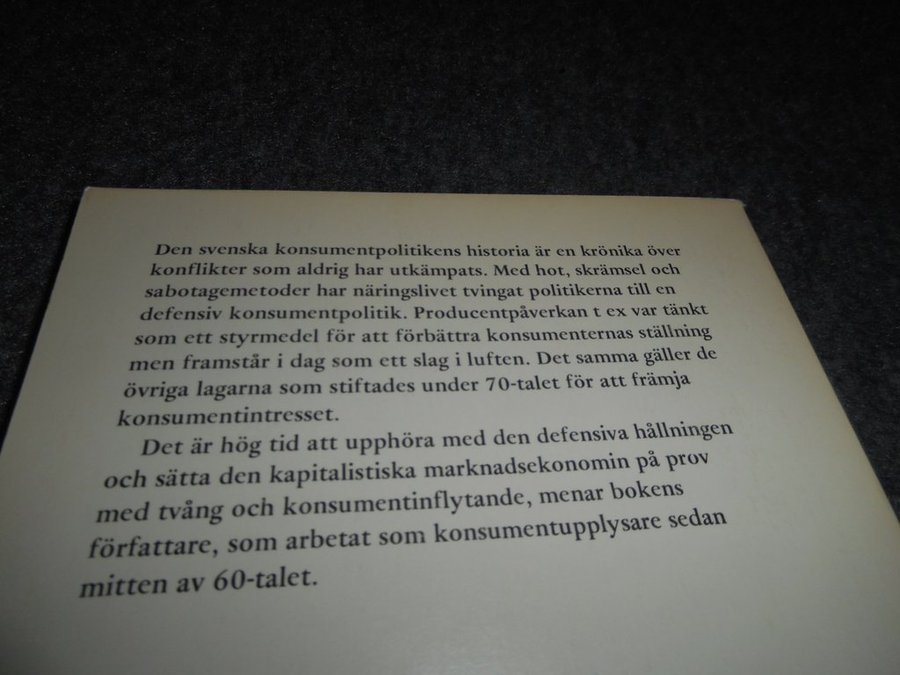 Den svenska konsumentpolitikens historia är en krönika över
konflikter som aldrig har utkämpats. Med hot, skrämsel och
sabotagemetoder har näringslivet tvingat politikerna till en
defensiv konsumentpolitik. Producentpåverkan t ex var tänkt
som ett styrmedel för att förbättra konsumenternas ställning
men framstår i dag som ett slag i luften. Det samma gäller de
övriga lagarna som stiftades under 70-talet för att främja
konsumentintresset.
Det är hög tid att upphöra med den defensiva hållningen
och sätta den kapitalistiska marknadsekonomin på prov
med tvång och konsumentinflytande, menar bokens
författare, som arbetat som konsumentupplysare sedan
mitten av 60-talet.